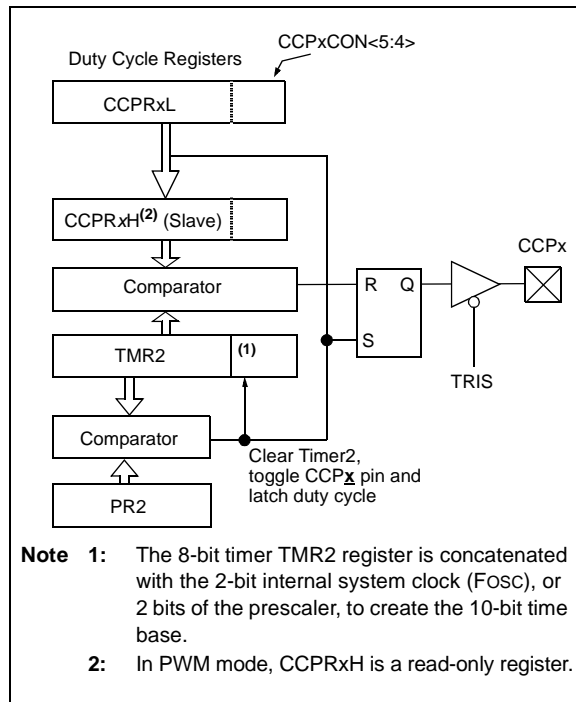 CCPxCON<5:4>
Duty Cycle Registers
CCPRxL
CCPRxH(2) (Slave)
CCPx
Comparator
R Q
TMR2 (1)
S
TRIS
Comparator
Clear Timer2,
toggle CCPx pin and
latch duty cycle
PR2
Note 1: The 8-bit timer TMR2 register is concatenated
with the 2-bit internal system clock (FOSC), or
2 bits of the prescaler, to create the 10-bit time
base.
2: In PWM mode, CCPRxH is a read-only register.